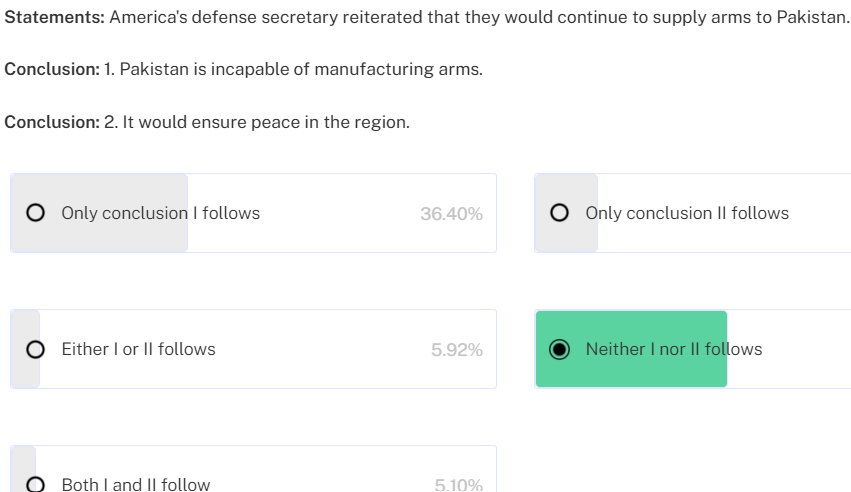 Statements: America's defense secretary reiterated that they would continue to supply arms to Pakistan.
Conclusion: 1. Pakistan is incapable of manufacturing arms.
Conclusion: 2. It would ensure peace in the region.
Only conclusion I follows 36.40%
Only conclusion II follows
Either I or II follows 5.92%
Neither I nor II follows
Both I and II follow 5.10%